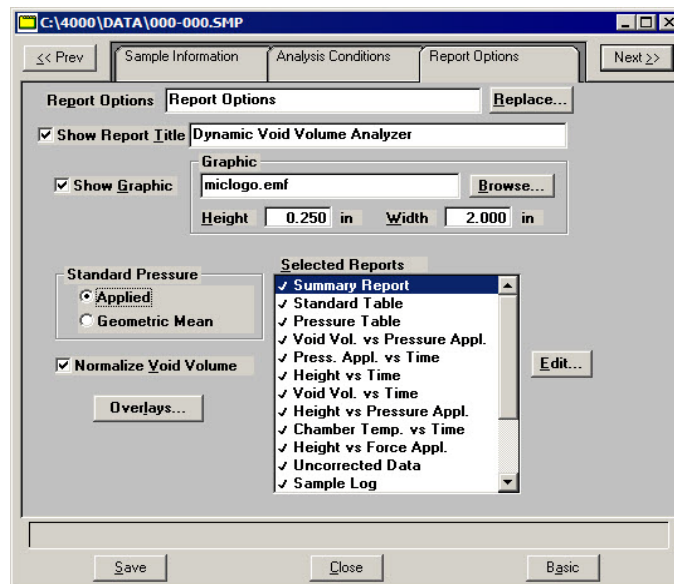 C:\4000\DATA\000-000.SMP
<< Prev
Sample Information
Analysis Conditions
Report Options
Next >>
Report Options
Report Options
Replace...
Show Report Title
Dynamic Void Volume Analyzer
Graphic
Show Graphic
miclogo.emf
Browse...
Height 0.250 in Width 2.000 in
Standard Pressure
Applied
Geometric Mean
Normalize Void Volume
Overlays...
Selected Reports
Summary Report
Standard Table
Pressure Table
Void Vol. vs Pressure Appl.
Press. Appl. vs Time
Height vs Time
Void Vol. vs Time
Height vs Pressure Appl.
Chamber Temp. vs Time
Height vs Force Appl.
Uncorrected Data
Sample Log
Edit...
Save
Close
Basic